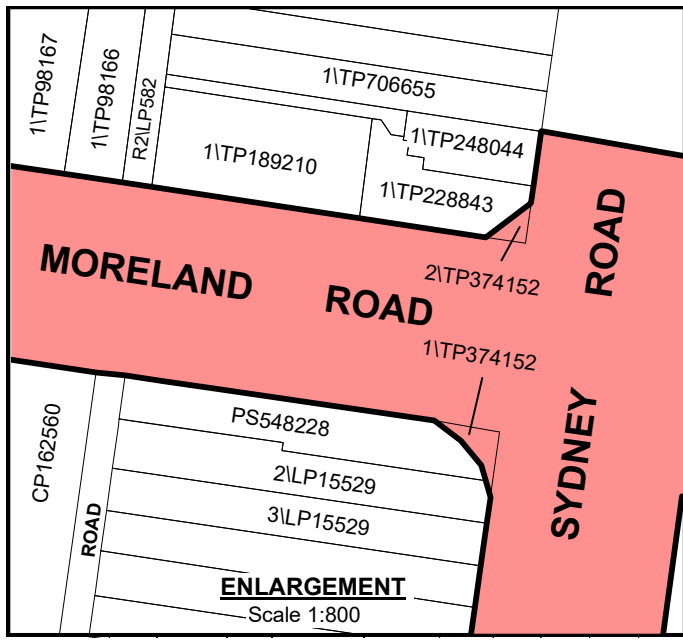 1\TP98167
1\TP98166
R2\LP582
1\TP706655
1\TP248044
1\TP189210
1\TP228843
MORELAND ROAD
2\TP374152
ROAD
1\TP374152
SYDNEY
CP162560
ROAD
PS548228
2\LP15529
3\LP15529
ENLARGEMENT
Scale 1:800